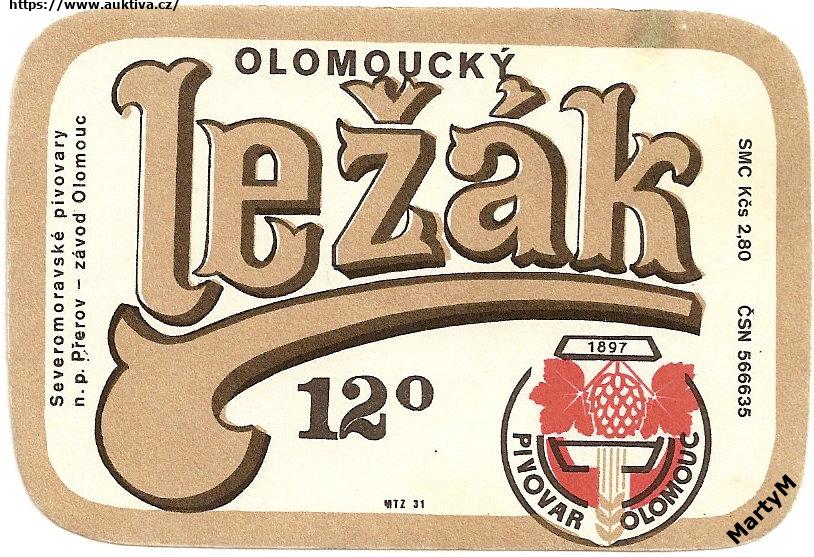 https://www.auktiva.cz/
OLOMOUCKÝ
ležák
12º
Severomoravské pivovary
n. p. Přerov – závod Olomouc
SMC Kčs 2,80 ČSN 566635
1897
PIVOVAR OLOMOUC
MTZ 31
MartyM